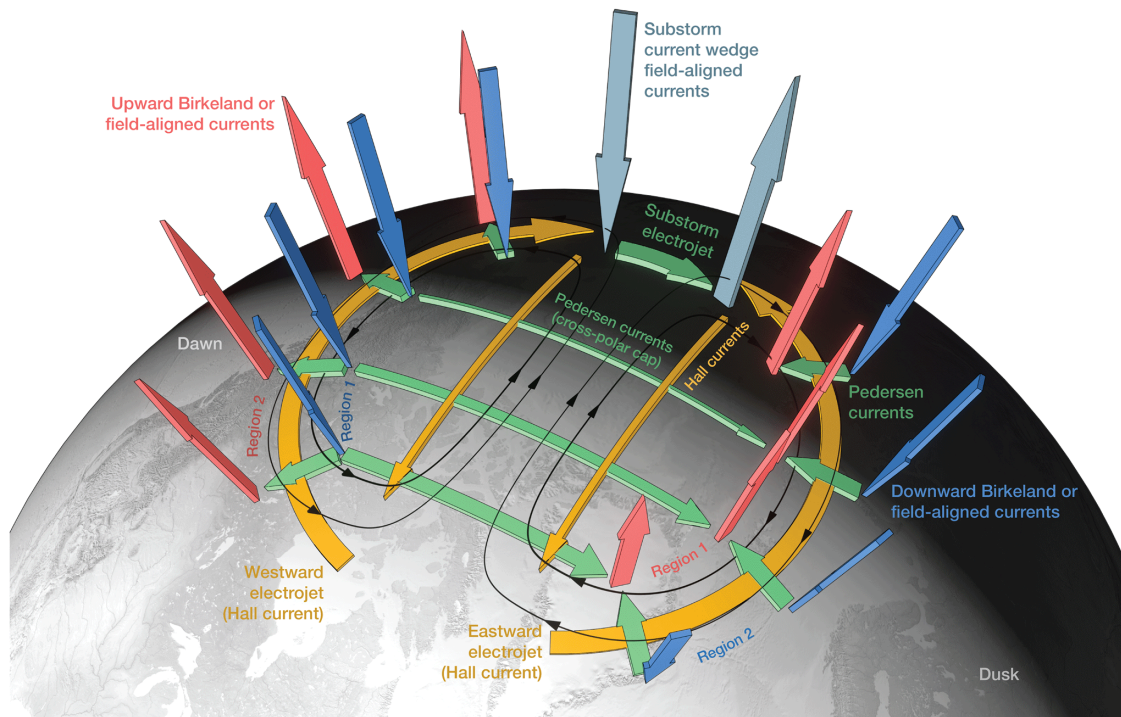 Substorm
current wedge
field-aligned
currents
Upward Birkeland or
field-aligned currents
Substorm
electrojet
Pedersen currents
(cross-polar cap)
Hall currents
Dawn
Region 2
Region 1
Pedersen
currents
Downward Birkeland or
field-aligned currents
Region 1
Westward
electrojet
(Hall current)
Eastward
electrojet
(Hall current)
Region 2
Dusk